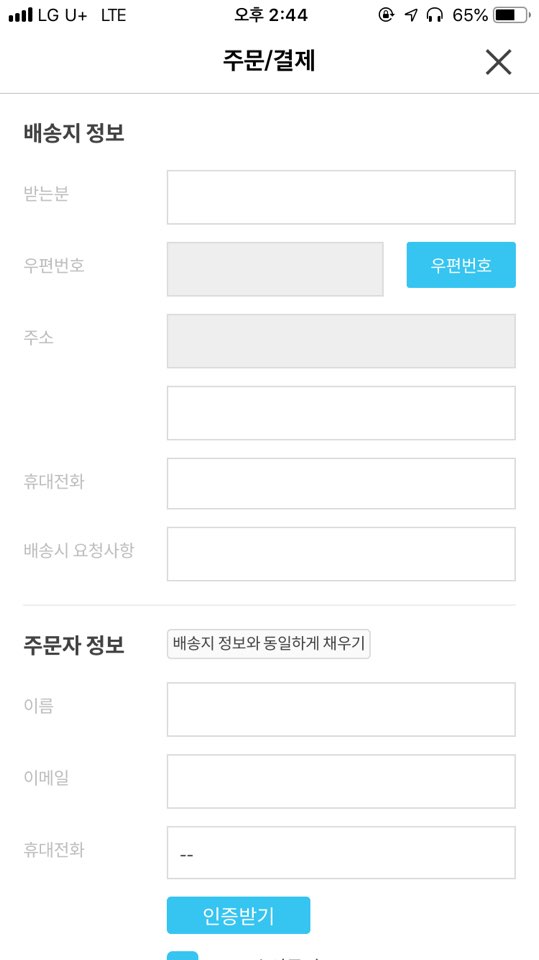 LG U+ LTE 오후 2:44 65%
주문/결제
배송지 정보
받는분
우편번호 우편번호
주소
휴대전화
배송시 요청사항
주문자 정보 배송지 정보와 동일하게 채우기
이름
이메일
휴대전화 --
인증받기